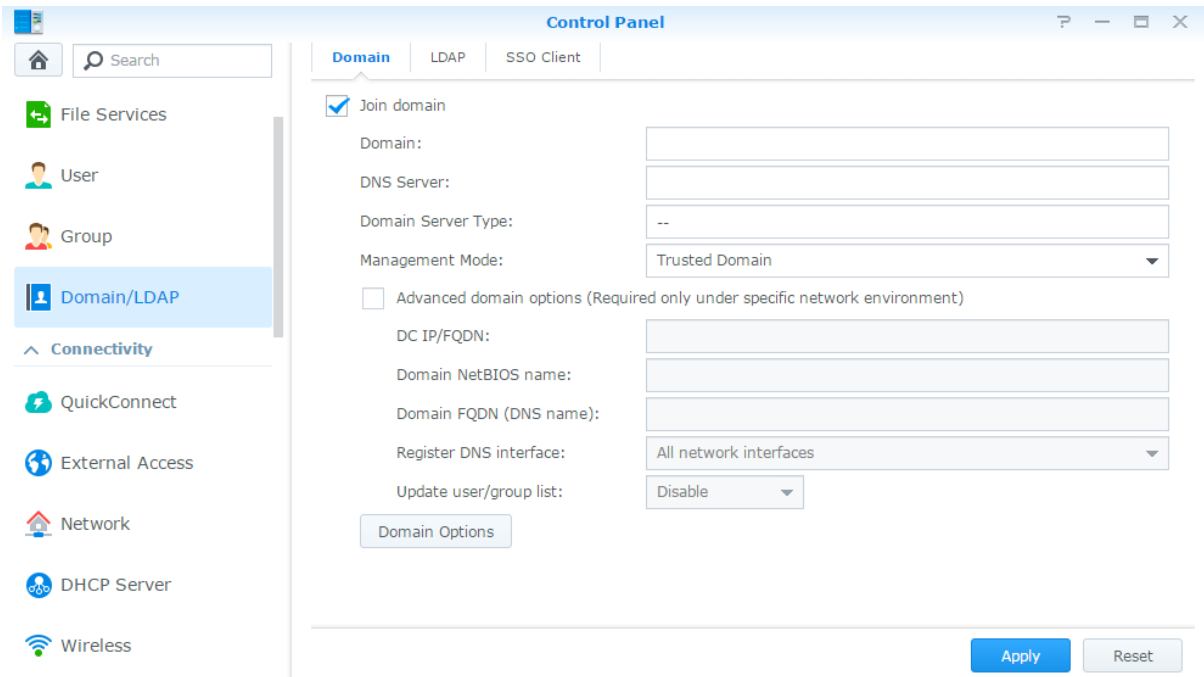 Control Panel
Search
File Services
User
Group
Domain/LDAP
Connectivity
QuickConnect
External Access
Network
DHCP Server
Wireless
Domain LDAP SSO Client
Join domain
Domain:
DNS Server:
Domain Server Type: --
Management Mode: Trusted Domain
Advanced domain options (Required only under specific network environment)
DC IP/FQDN:
Domain NetBIOS name:
Domain FQDN (DNS name):
Register DNS interface: All network interfaces
Update user/group list: Disable
Domain Options
Apply Reset